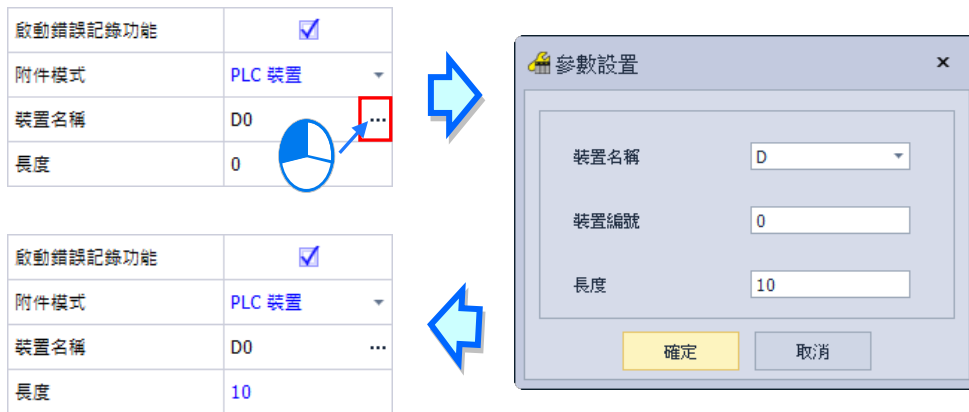 啟動錯誤記錄功能
附件模式 PLC 裝置
裝置名稱 D0 ...
長度 0
參數設置
裝置名稱 D
裝置編號 0
長度 10
確定 取消
啟動錯誤記錄功能
附件模式 PLC 裝置
裝置名稱 D0 ...
長度 10